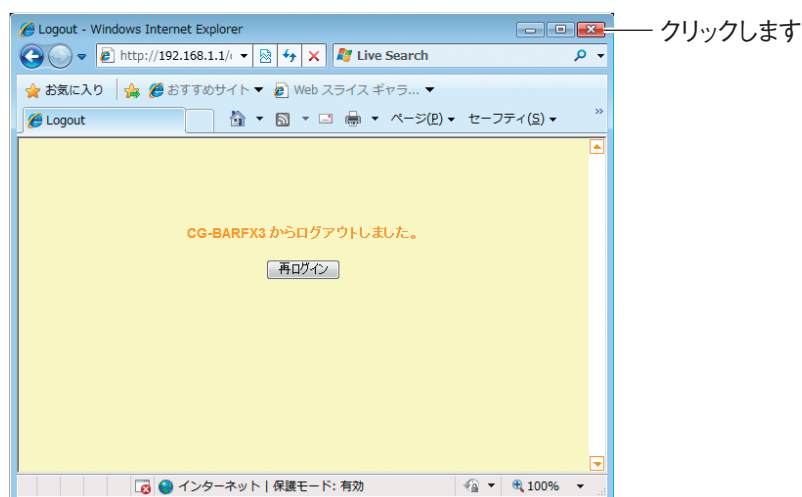 Logout - Windows Internet Explorer
クリックします
http://192.168.1.1/
Live Search
お気に入り おすすめサイト ▼ Web スライス ギャラ... ▼
Logout
ページ(P) ▼ セーフティ(S) ▼ »
CG-BARFX3 からログアウトしました。
再ログイン
インターネット | 保護モード: 有効
100%